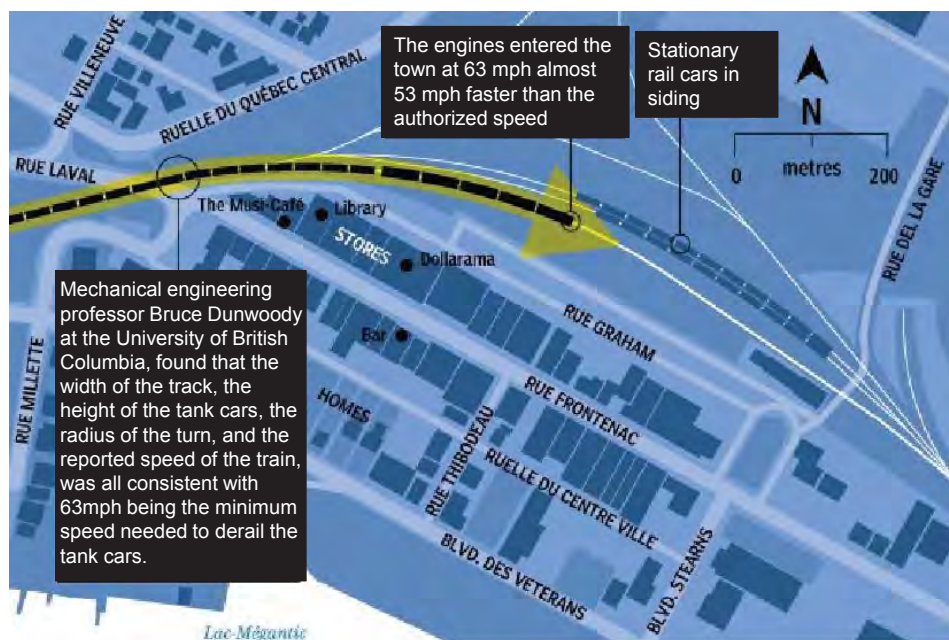 The engines entered the
town at 63 mph almost
53 mph faster than the
authorized speed
Stationary
rail cars in
siding
N
metres
0
200
RUE VILLENEUVE
RUELLE DU QUÉBEC CENTRAL
RUE LAVAL
The Musi-Café
Library
STORES
Dollarama
Bar
RUE DEL LA GARE
Mechanical engineering
professor Bruce Dunwoody
at the University of British
Columbia, found that the
width of the track, the
height of the tank cars, the
radius of the turn, and the
reported speed of the train,
was all consistent with
63mph being the minimum
speed needed to derail the
tank cars.
RUE MILLETTE
HOMES
RUE GRAHAM
RUE FRONTENAC
RUE THIBODEAU
RUELLE DU CENTRE VILLE
BLVD. DES VETERANS
BLVD. STEARNS
Lac-Mégantic